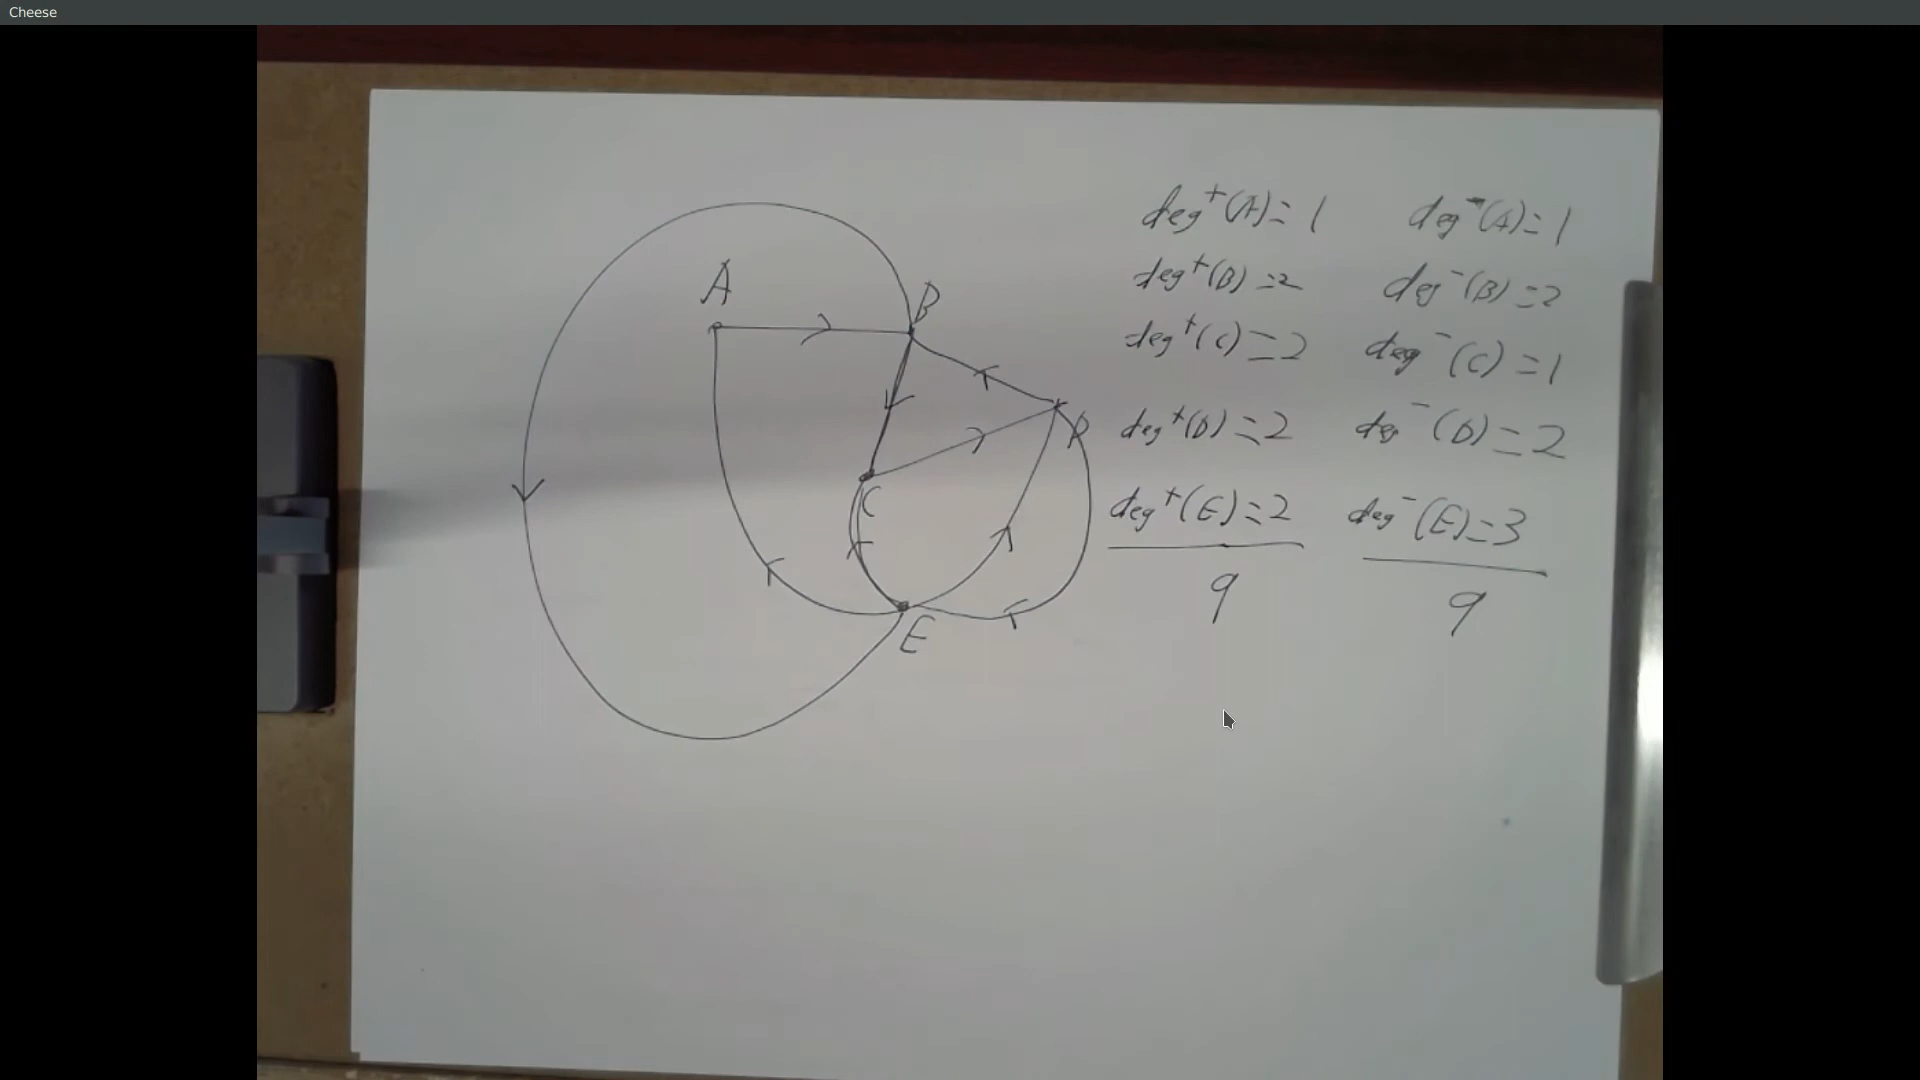 Cheese
deg⁺(A)=1 deg⁻(A)=1
A
deg⁺(B)=2 deg⁻(B)=2
B
deg⁺(C)=2 deg⁻(C)=1
D
deg⁺(D)=2 deg⁻(D)=2
C
deg⁺(E)=2 deg⁻(E)=3
9 9
E